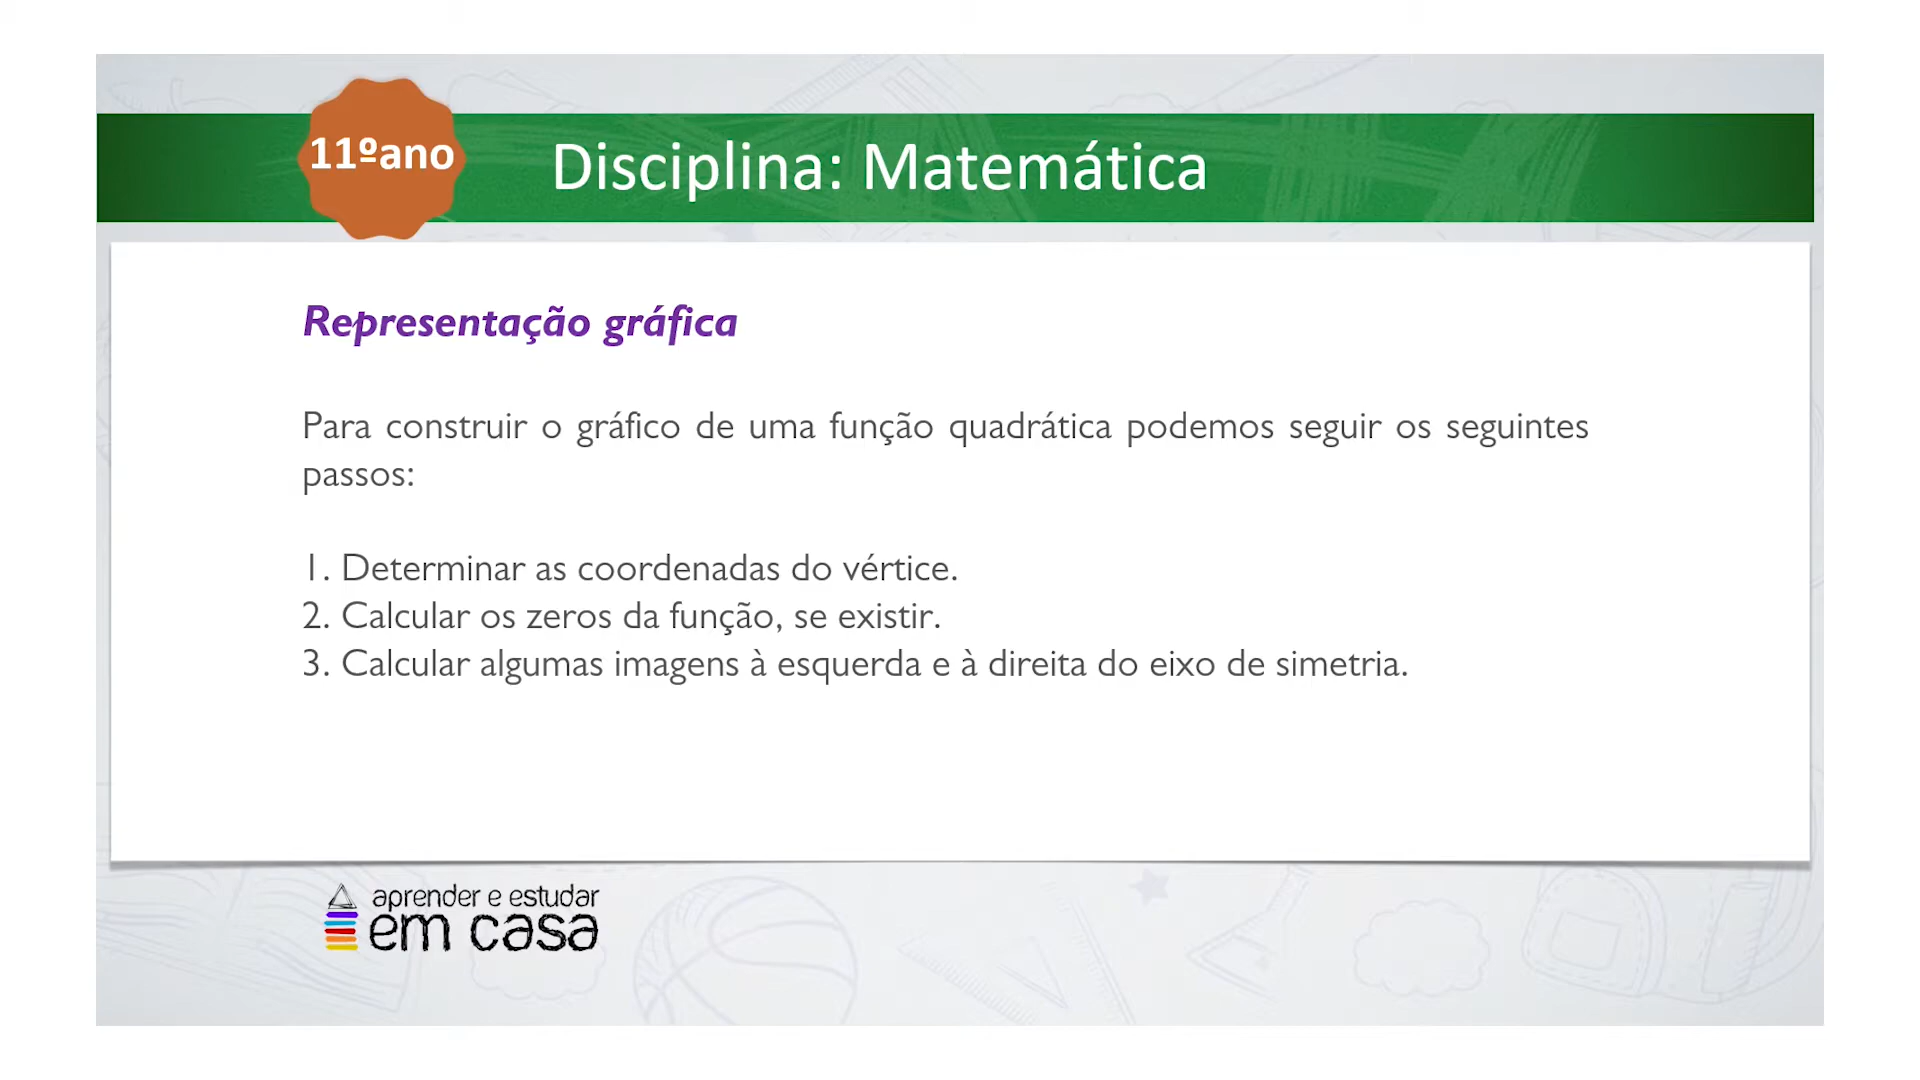 11ºano
Disciplina: Matemática
Representação gráfica
Para construir o gráfico de uma função quadrática podemos seguir os seguintes
passos:
1. Determinar as coordenadas do vértice.
2. Calcular os zeros da função, se existir.
3. Calcular algumas imagens à esquerda e à direita do eixo de simetria.
aprender e estudar
em casa